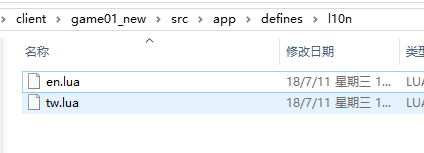 client > game01_new > src > app > defines > l10n
名称 修改日期 类型
en.lua 18/7/11 星期三 1... LUA
tw.lua 18/7/11 星期三 1... LUA